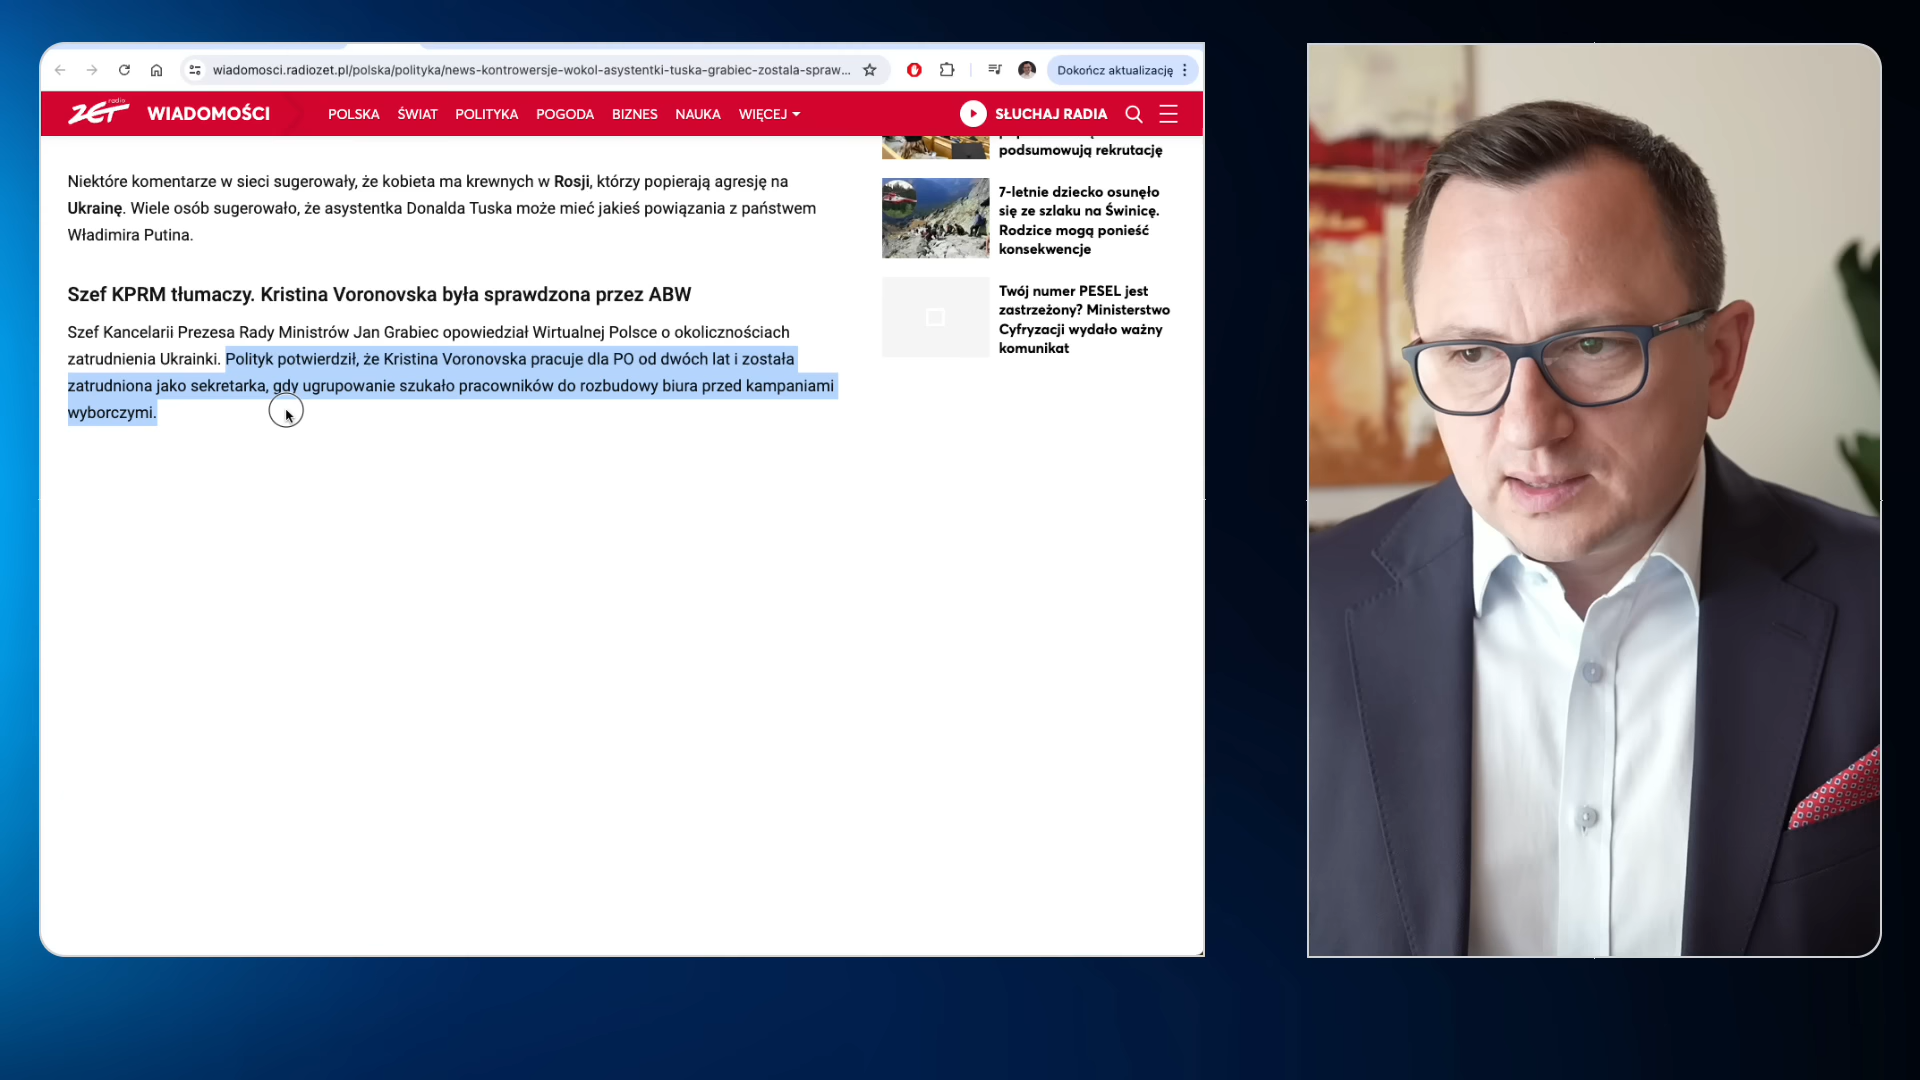 wiadomosci.radiozet.pl/polska/polityka/news-kontrowersje-wokol-asystentki-tuska-grabiec-zostala-spraw...
Dokończ aktualizację
radio ZET WIADOMOŚCI POLSKA ŚWIAT POLITYKA POGODA BIZNES NAUKA WIĘCEJ SŁUCHAJ RADIA
Niektóre komentarze w sieci sugerowały, że kobieta ma krewnych w Rosji, którzy popierają agresję na
Ukrainę. Wiele osób sugerowało, że asystentka Donalda Tuska może mieć jakieś powiązania z państwem
Władimira Putina.
Szef KPRM tłumaczy. Kristina Voronovska była sprawdzona przez ABW
Szef Kancelarii Prezesa Rady Ministrów Jan Grabiec opowiedział Wirtualnej Polsce o okolicznościach
zatrudnienia Ukrainki. Polityk potwierdził, że Kristina Voronovska pracuje dla PO od dwóch lat i została
zatrudniona jako sekretarka, gdy ugrupowanie szukało pracowników do rozbudowy biura przed kampaniami
wyborczymi.
podsumowują rekrutację
7-letnie dziecko osunęło
się ze szlaku na Świnicę.
Rodzice mogą ponieść
konsekwencje
Twój numer PESEL jest
zastrzeżony? Ministerstwo
Cyfryzacji wydało ważny
komunikat